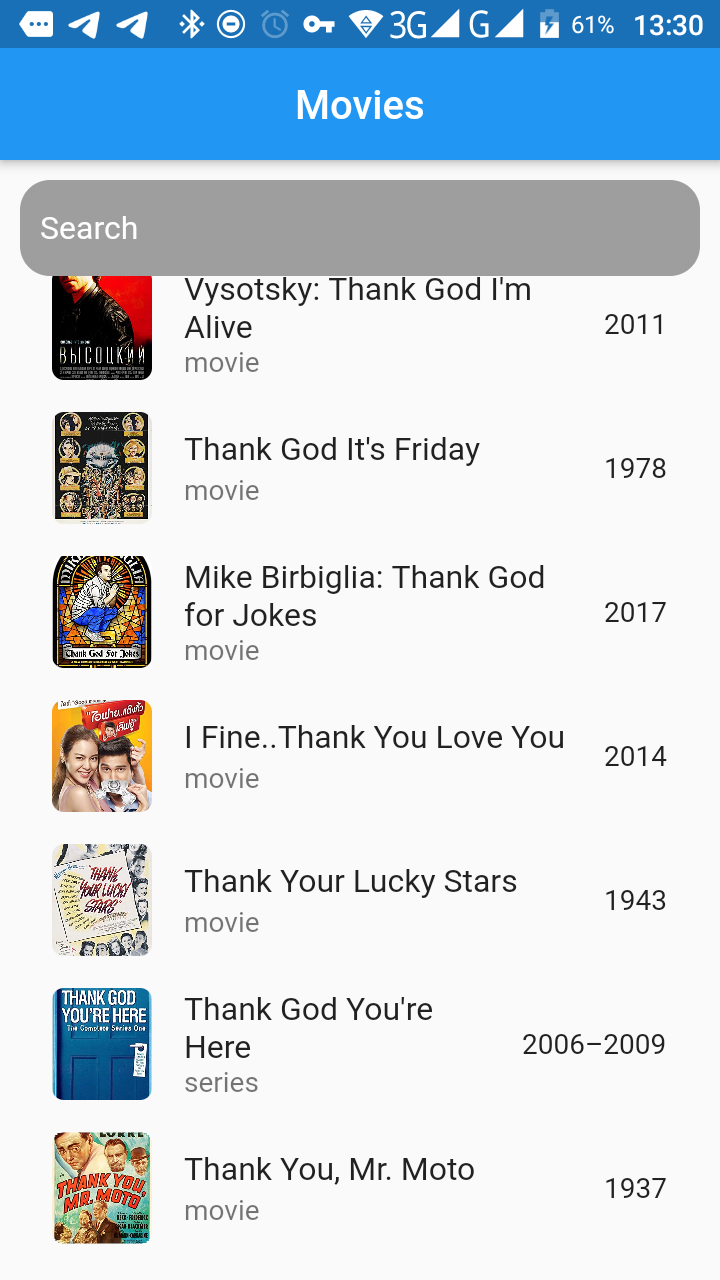 3G G 61% 13:30
Movies
Search
Vysotsky: Thank God I'm
Alive
2011
movie
ВЫСОЦКИЙ
Thank God It's Friday
1978
movie
Mike Birbiglia: Thank God
for Jokes
2017
movie
Thank God For Jokes
I Fine..Thank You Love You
2014
movie
Thank Your Lucky Stars
1943
movie
THANK
YOUR LUCKY
STARS
THANK GOD
YOU'RE HERE
The Complete Series One
Thank God You're
Here
2006–2009
series
THANK YOU,
MR. MOTO
Thank You, Mr. Moto
1937
movie